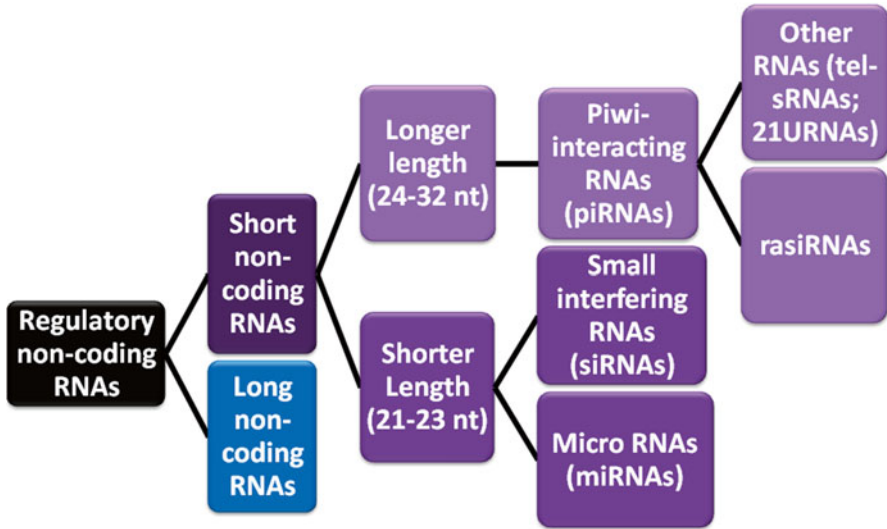 Regulatory
non-coding
RNAs
Short
non-
coding
RNAs
Long
non-
coding
RNAs
Longer
length
(24-32 nt)
Shorter
Length
(21-23 nt)
Piwi-
interacting
RNAs
(piRNAs)
Small
interfering
RNAs
(siRNAs)
Micro RNAs
(miRNAs)
Other
RNAs (tel-
sRNAs;
21URNAs)
rasiRNAs